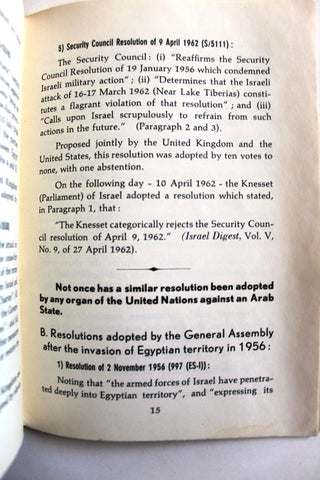 5) Security Council Resolution of 9 April 1962 (S/5111) :
The Security Council : (i) "Reaffirms the Security
Council Resolution of 19 January 1956 which condemned
Israeli military action" ; (ii) "Determines that the Israeli
attack of 16-17 March 1962 (Near Lake Tiberias) consti-
tutes a flagrant violation of that resolution" ; and (iii)
"Calls upon Israel scrupulously to refrain from such
actions in the future." (Paragraph 2 and 3).
Proposed jointly by the United Kingdom and the
United States, this resolution was adopted by ten votes to
none, with one abstention.
On the following day - 10 April 1962 - the Knesset
(Parliament) of Israel adopted a resolution which stated,
in Paragraph 1, that :
"The Knesset categorically rejects the Security Coun-
cil resolution of April 9, 1962." (Israel Digest, Vol. V,
No. 9, of 27 April 1962).
Not once has a similar resolution been adopted
by any organ of the United Nations against an Arab
State.
B. Resolutions adopted by the General Assembly
after the invasion of Egyptian territory in 1956 :
1) Resolution of 2 November 1956 (997 (ES-I)) :
Noting that "the armed forces of Israel have penetra-
ted deeply into Egyptian territory", and "expressing its
15